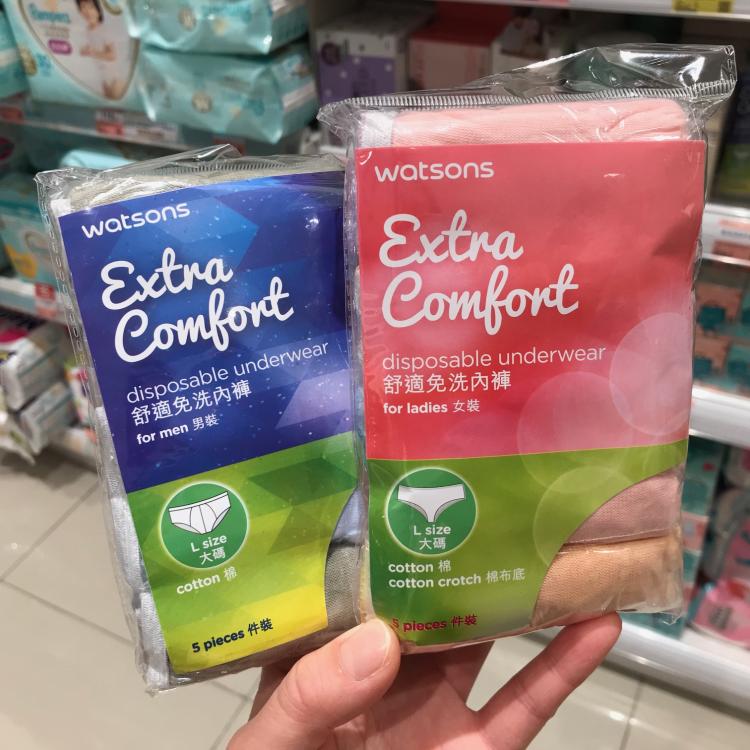 Pampers
watsons
Extra
Comfort
disposable underwear
舒適免洗內褲
for men 男裝
L size
大碼
cotton 棉
5 pieces 件裝
watsons
Extra
Comfort
disposable underwear
舒適免洗內褲
for ladies 女裝
L size
大碼
cotton 棉
cotton crotch 棉布底
5 pieces 件裝